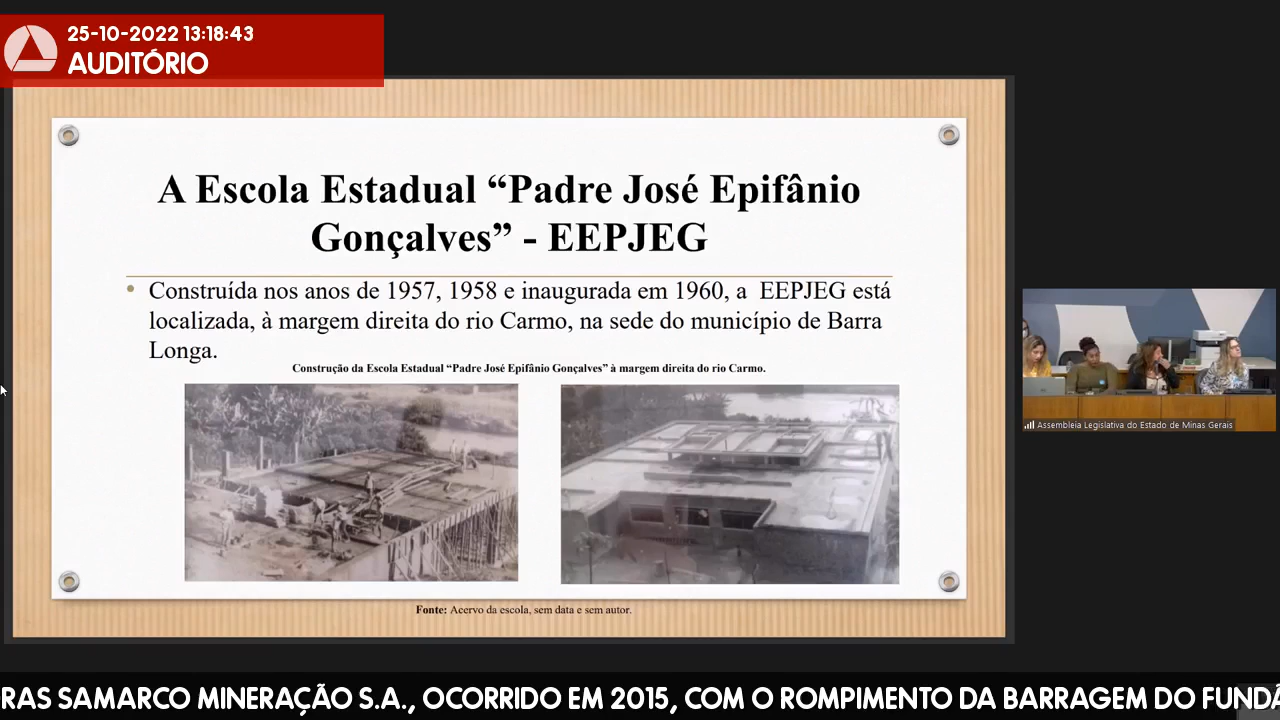 25-10-2022 13:18:43
AUDITÓRIO
A Escola Estadual “Padre José Epifânio
Gonçalves” - EEPJEG
• Construída nos anos de 1957, 1958 e inaugurada em 1960, a EEPJEG está
localizada, à margem direita do rio Carmo, na sede do município de Barra
Longa.
Construção da Escola Estadual “Padre José Epifânio Gonçalves” à margem direita do rio Carmo.
Fonte: Acervo da escola, sem data e sem autor.
Assembleia Legislativa do Estado de Minas Gerais
RAS SAMARCO MINERAÇÃO S.A., OCORRIDO EM 2015, COM O ROMPIMENTO DA BARRAGEM DO FUNDÃ